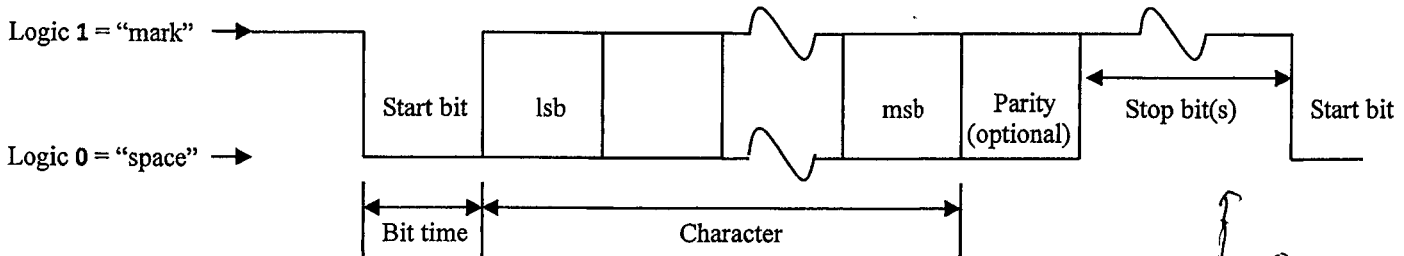 Logic 1 = “mark”
Start bit
lsb
msb
Parity
(optional)
Stop bit(s)
Start bit
Logic 0 = “space”
Bit time
Character